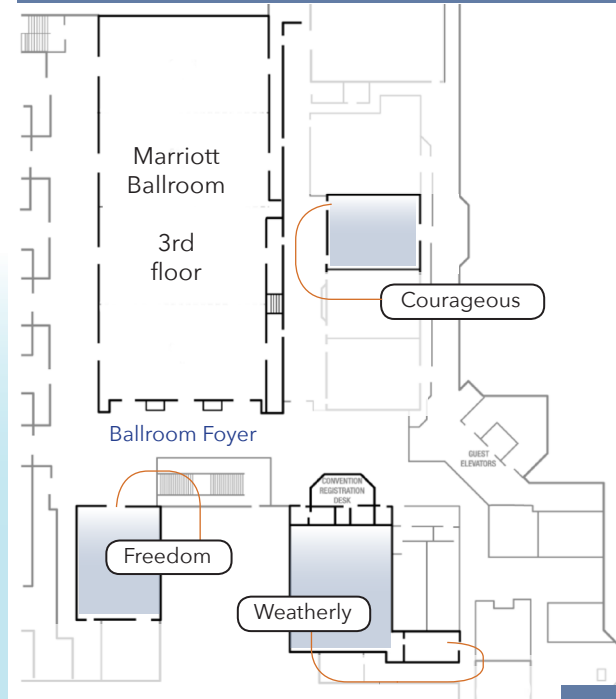 Marriott
Ballroom
3rd
floor
Courageous
Ballroom Foyer
GUEST
ELEVATORS
CONVENTION
REGISTRATION
DESK
Freedom
Weatherly